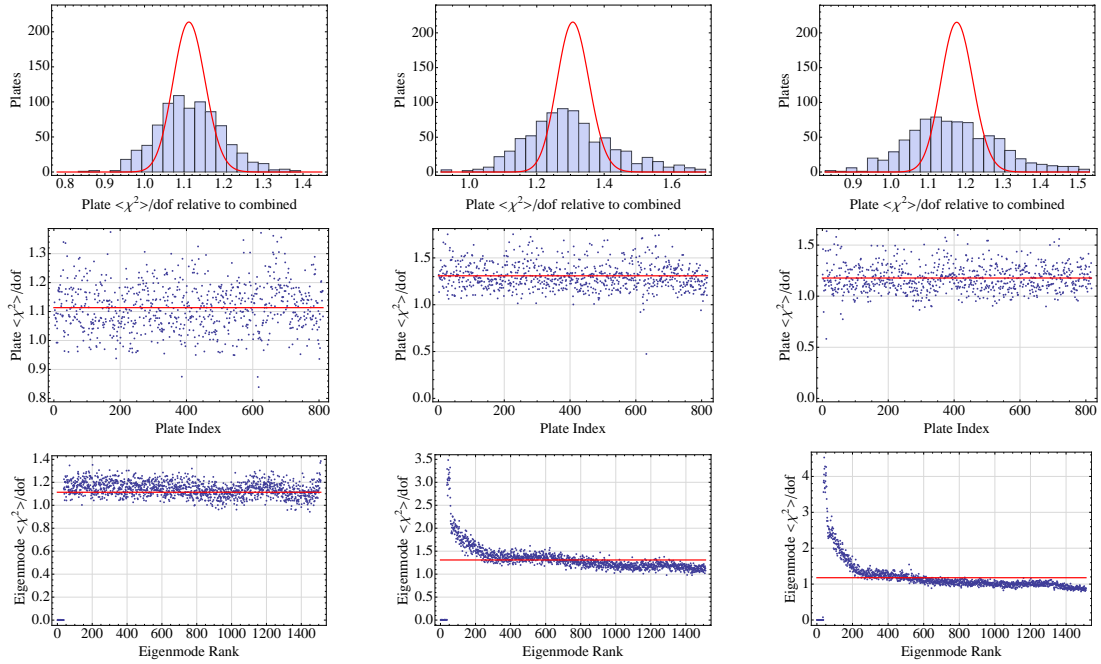 200
150
100
50
0
Plates
0.8 0.9 1.0 1.1 1.2 1.3 1.4
Plate <χ²>/dof relative to combined
200
150
100
50
0
Plates
1.0 1.2 1.4 1.6
Plate <χ²>/dof relative to combined
200
150
100
50
0
Plates
0.9 1.0 1.1 1.2 1.3 1.4 1.5
Plate <χ²>/dof relative to combined
1.3
1.2
1.1
1.0
0.9
0.8
Plate <χ²>/dof
0 200 400 600 800
Plate Index
1.5
1.0
0.5
0.0
Plate <χ²>/dof
0 200 400 600 800
Plate Index
1.5
1.0
0.5
0.0
Plate <χ²>/dof
0 200 400 600 800
Plate Index
1.4
1.2
1.0
0.8
0.6
0.4
0.2
0.0
Eigenmode <χ²>/dof
0 200 400 600 800 1000 1200 1400
Eigenmode Rank
3.5
3.0
2.5
2.0
1.5
1.0
0.5
0.0
Eigenmode <χ²>/dof
0 200 400 600 800 1000 1200 1400
Eigenmode Rank
4
3
2
1
0
Eigenmode <χ²>/dof
0 200 400 600 800 1000 1200 1400
Eigenmode Rank